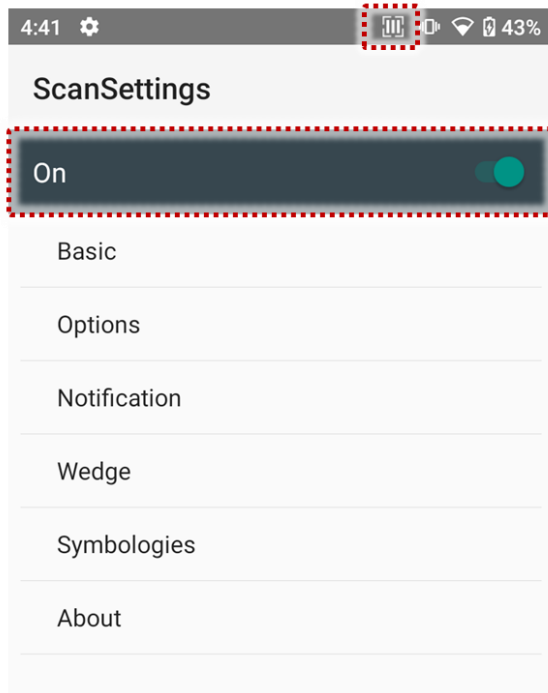 4:41 43%
ScanSettings
On
Basic
Options
Notification
Wedge
Symbologies
About